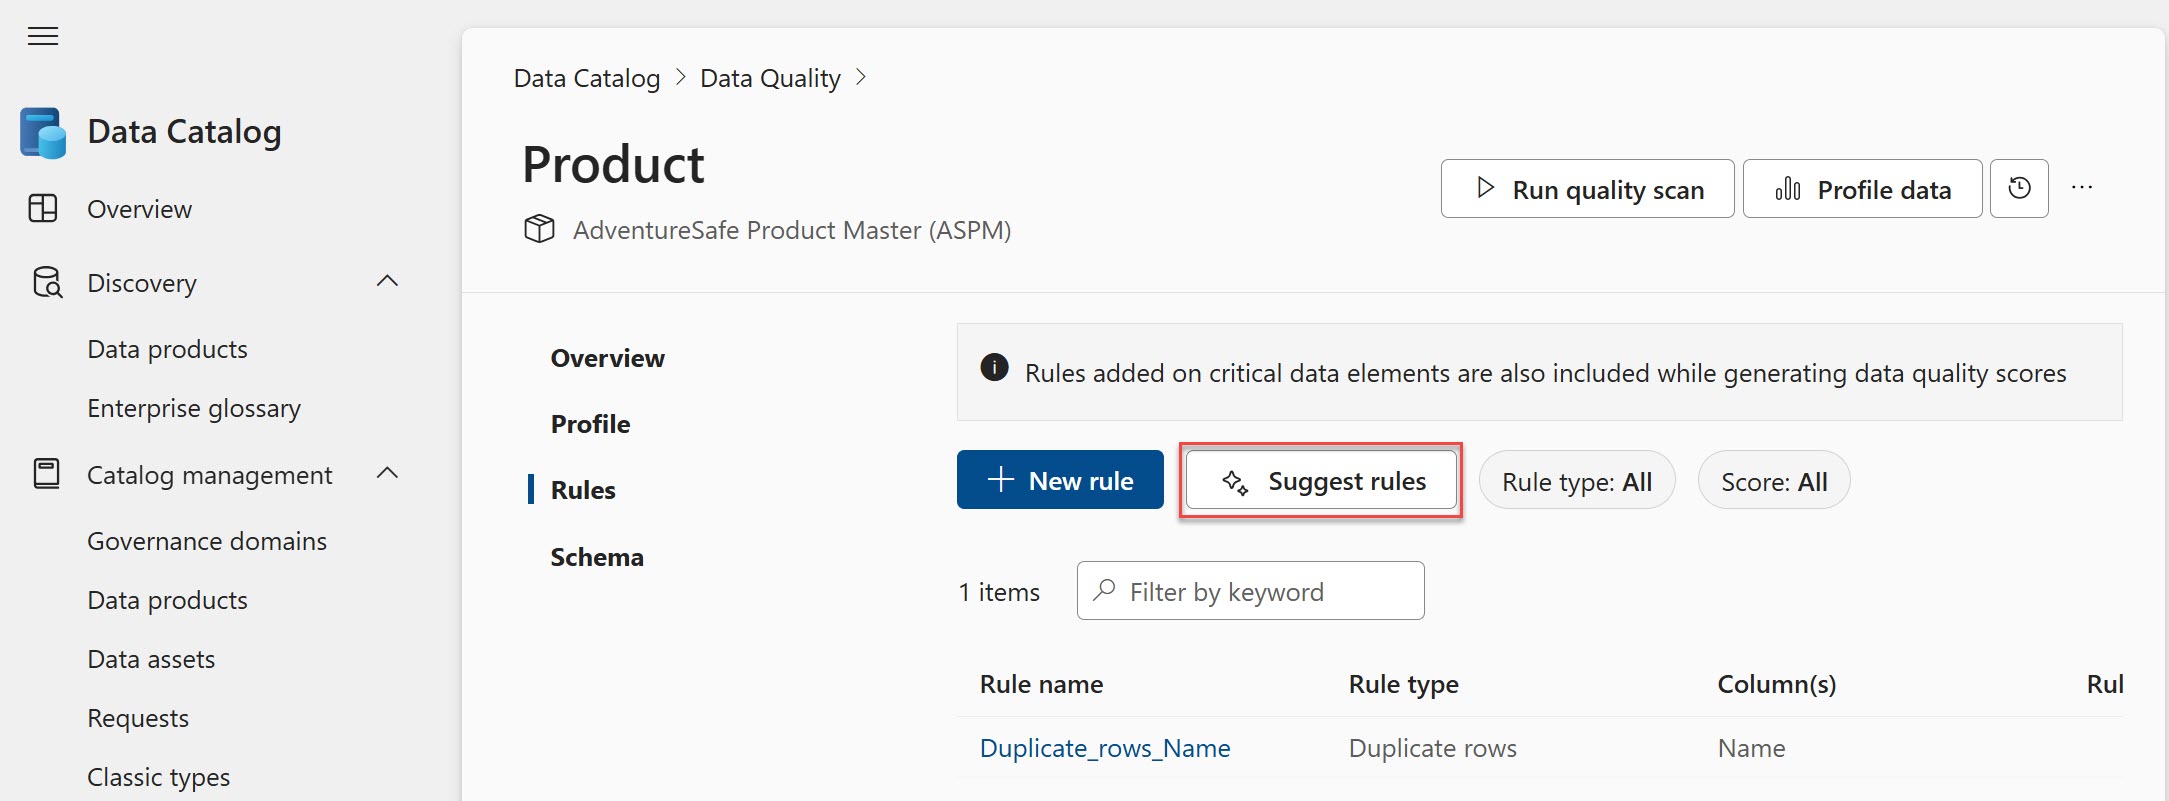 Data Catalog
Overview
Discovery
Data products
Enterprise glossary
Catalog management
Governance domains
Data products
Data assets
Requests
Classic types
Data Catalog > Data Quality >
Product
AdventureSafe Product Master (ASPM)
Run quality scan
Profile data
...
Overview
Profile
Rules
Schema
Rules added on critical data elements are also included while generating data quality scores
New rule
Suggest rules
Rule type: All
Score: All
1 items
Filter by keyword
Rule name Rule type Column(s) Rul
Duplicate_rows_Name Duplicate rows Name